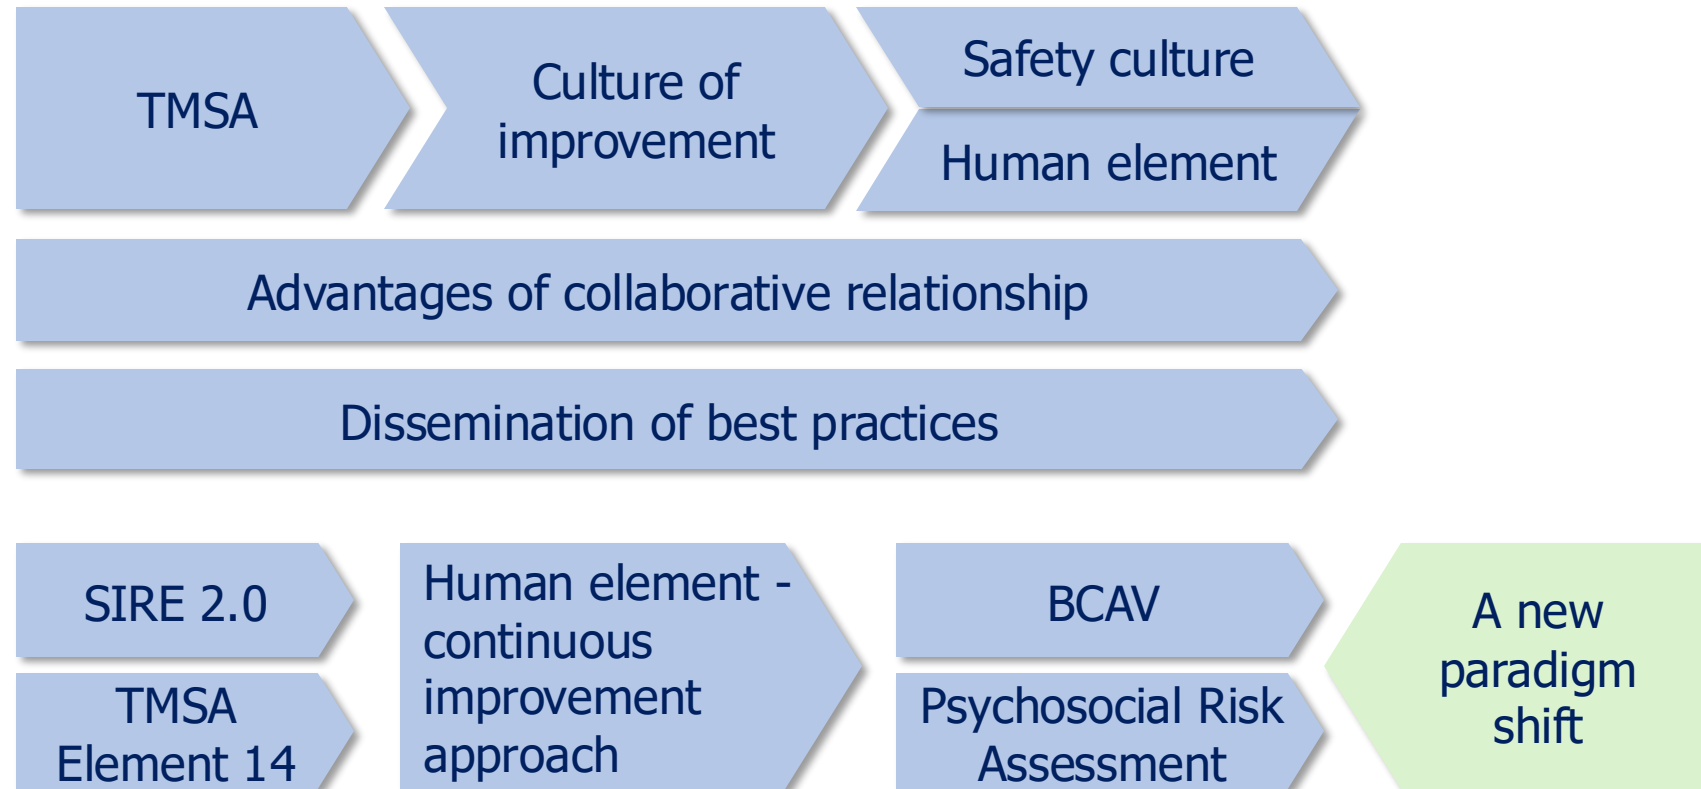 TMSA
Culture of
improvement
Safety culture
Human element
Advantages of collaborative relationship
Dissemination of best practices
SIRE 2.0
TMSA
Element 14
Human element -
continuous
improvement
approach
BCAV
Psychosocial Risk
Assessment
A new
paradigm
shift